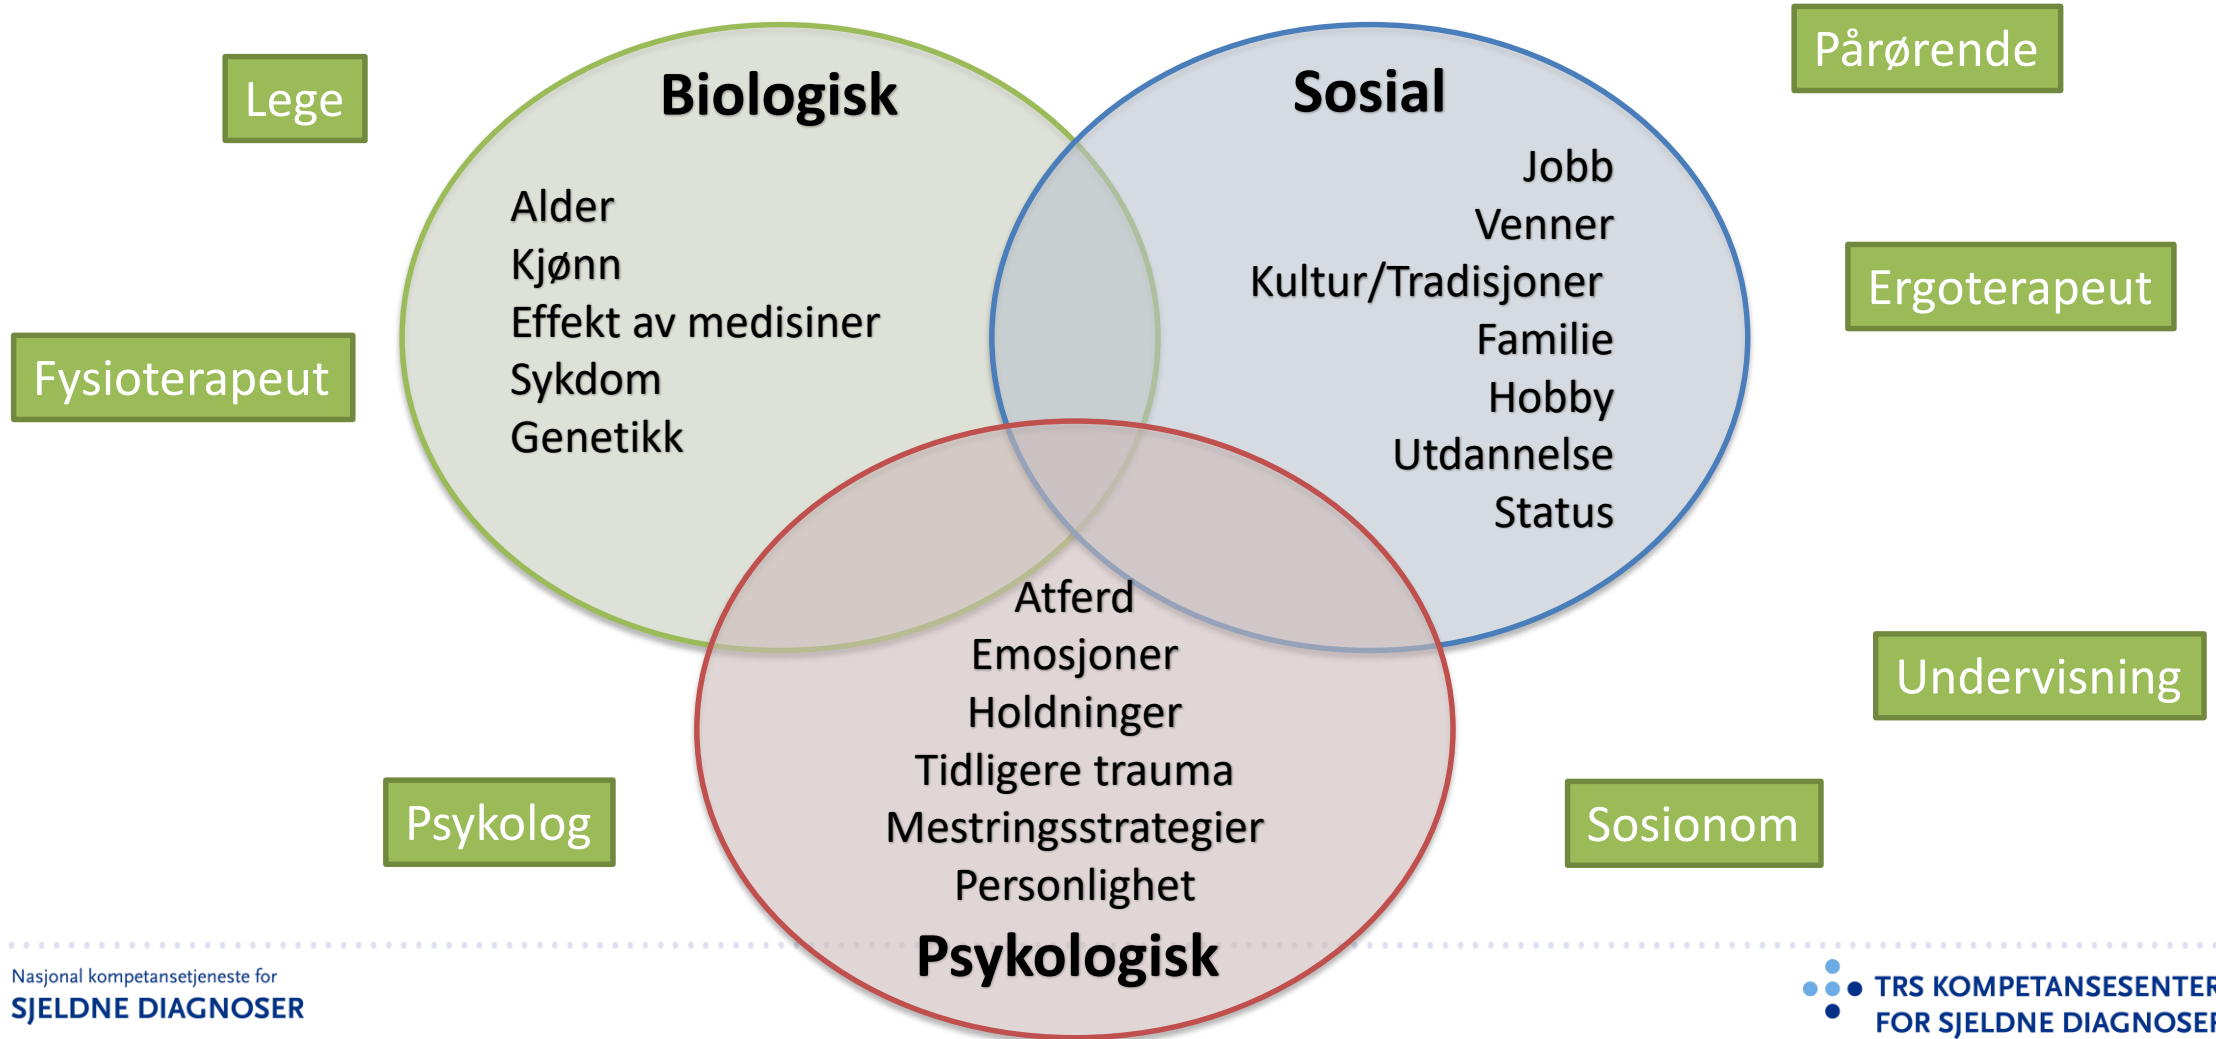 Lege
Fysioterapeut
Psykolog
Biologisk
Alder
Kjønn
Effekt av medisiner
Sykdom
Genetikk
Sosial
Jobb
Venner
Kultur/Tradisjoner
Familie
Hobby
Utdannelse
Status
Atferd
Emosjoner
Holdninger
Tidligere trauma
Mestringsstrategier
Personlighet
Psykologisk
Pårørende
Ergoterapeut
Undervisning
Sosionom
Nasjonal kompetansetjeneste for
SJELDNE DIAGNOSER
TRS KOMPETANSESENTER
FOR SJELDNE DIAGNOSER